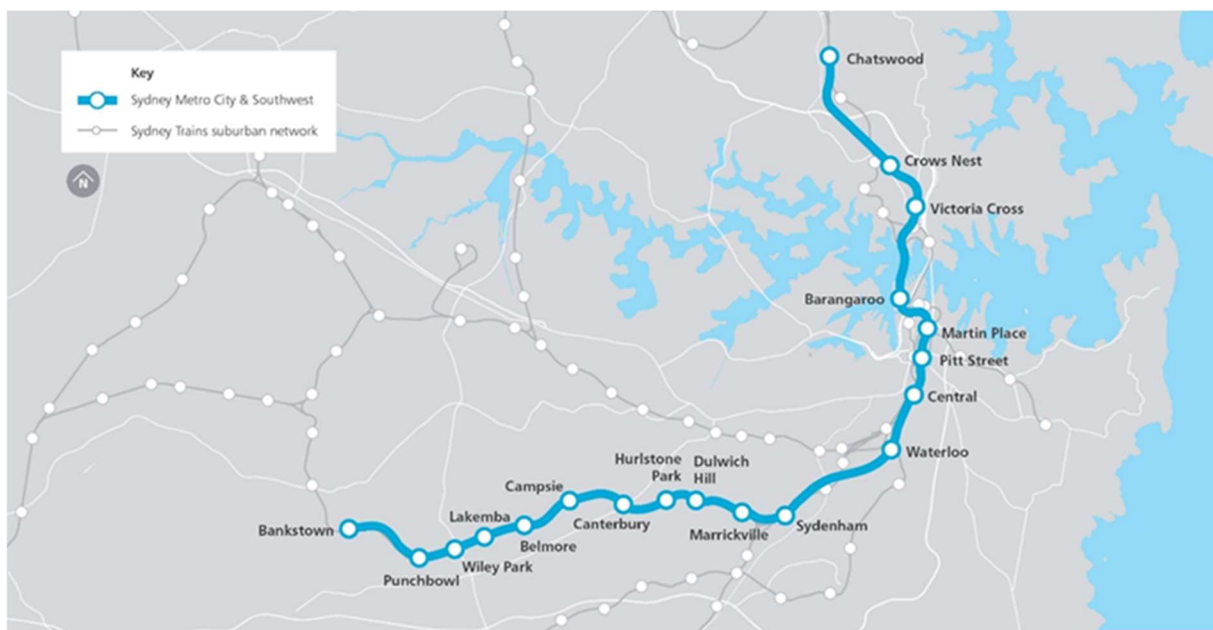 Key
Sydney Metro City & Southwest
Sydney Trains suburban network
N
Chatswood
Crows Nest
Victoria Cross
Barangaroo
Martin Place
Pitt Street
Central
Waterloo
Sydenham
Marrickville
Dulwich
Hill
Hurlstone
Park
Canterbury
Campsie
Belmore
Lakemba
Wiley Park
Punchbowl
Bankstown